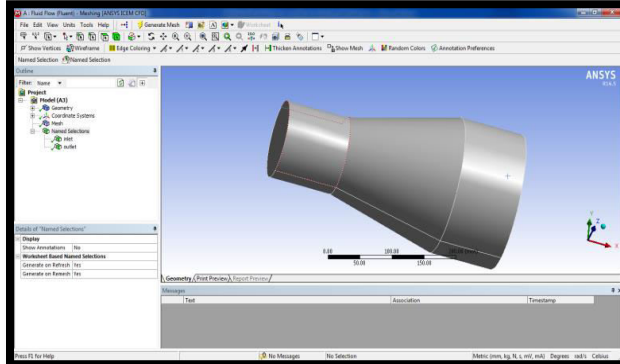 A : Fluid Flow (Fluent) - Meshing [ANSYS ICEM CFD]
File Edit View Units Tools Help Generate Mesh Worksheet
Show Vertices Wireframe Edge Coloring Thicken Annotations Show Mesh Random Colors Annotation Preferences
Named Selection Named Selection
Outline
Filter: Name
Project
Model (A3)
Geometry
Coordinate Systems
Mesh
Named Selections
inlet
outlet
Details of "Named Selections"
Display
Show Annotations No
Worksheet Based Named Selections
Generate on Refresh Yes
Generate on Remesh Yes
ANSYS
0.00 100.00
50.00 150.00
Geometry Print Preview Report Preview
Messages
Text Association Timestamp
Press F1 for Help No Messages No Selection Metric (mm, kg, N, s, mV, mA) Degrees rad/s Celsius